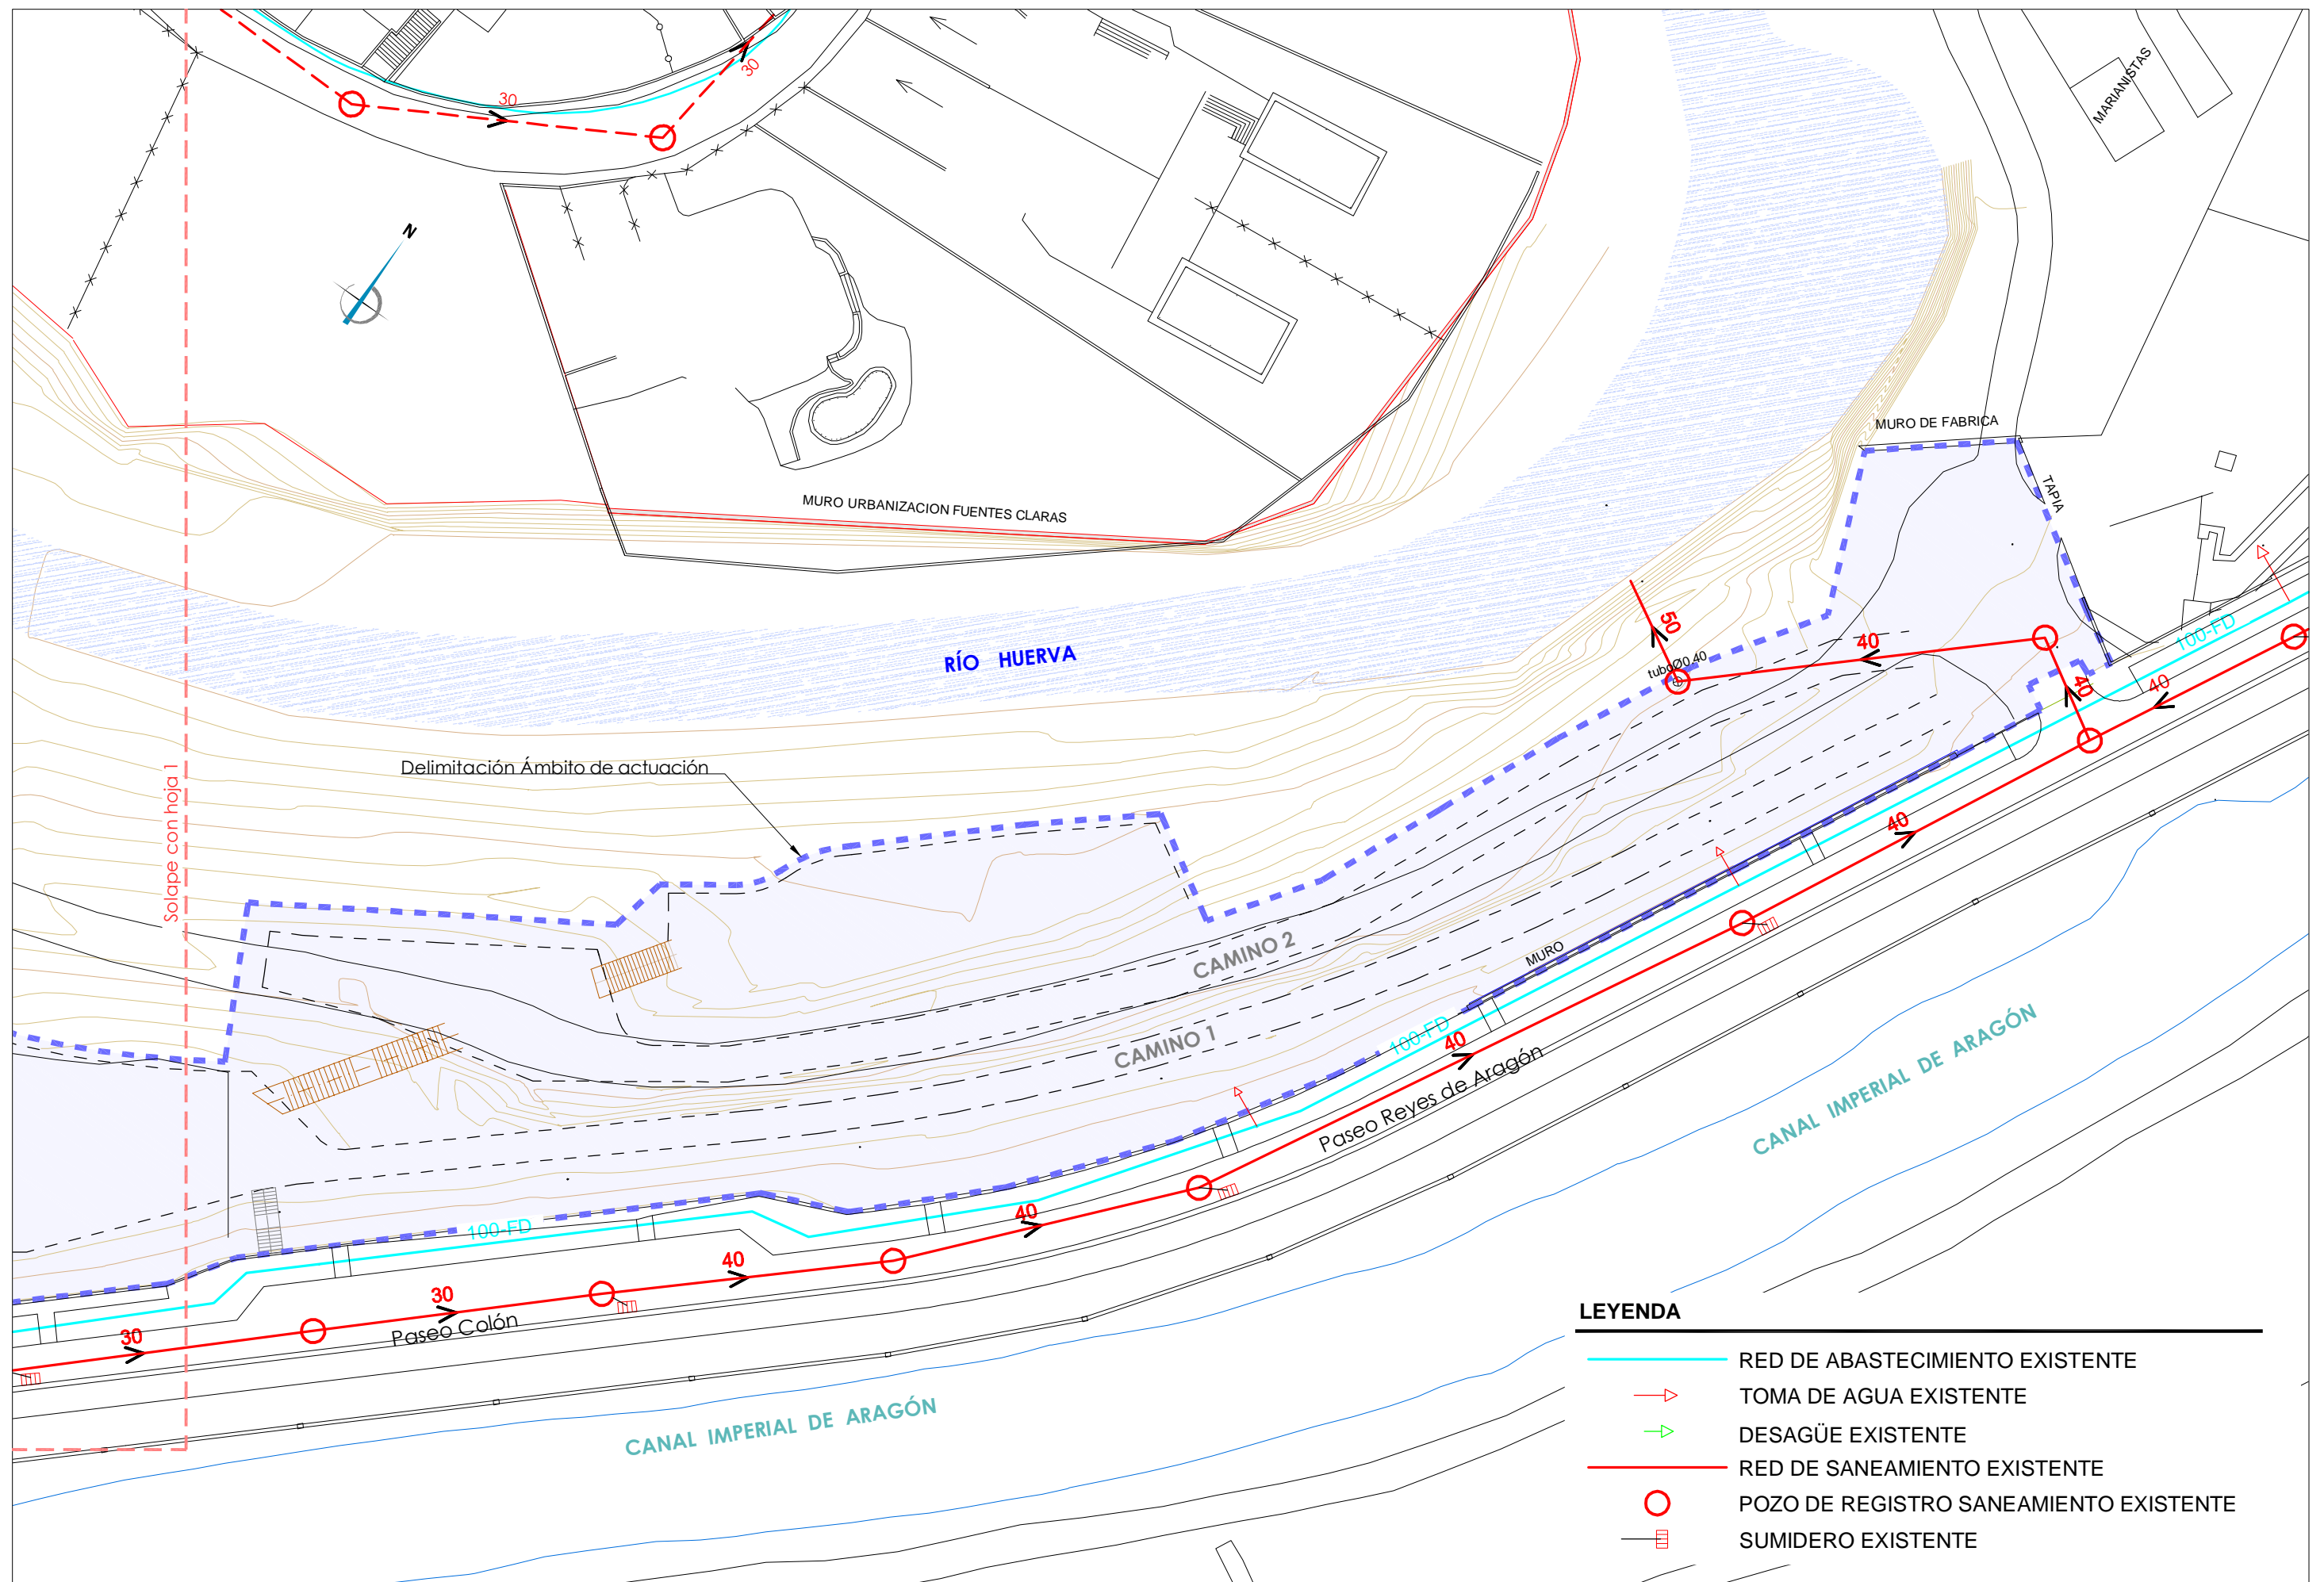 MARIANISTAS
30
30
N
MURO DE FABRICA
TAPIA
MURO URBANIZACION FUENTES CLARAS
RÍO HUERVA
50
tuboØ0.40
40
100-FD
40
40
Delimitación Ámbito de actuación
Solape con hoja 1
40
CAMINO 2
MURO
CAMINO 1
100-FD
40
Paseo Reyes de Aragón
CANAL IMPERIAL DE ARAGÓN
100-FD
40
40
30
30
Paseo Colón
CANAL IMPERIAL DE ARAGÓN
LEYENDA
RED DE ABASTECIMIENTO EXISTENTE
TOMA DE AGUA EXISTENTE
DESAGÜE EXISTENTE
RED DE SANEAMIENTO EXISTENTE
POZO DE REGISTRO SANEAMIENTO EXISTENTE
SUMIDERO EXISTENTE